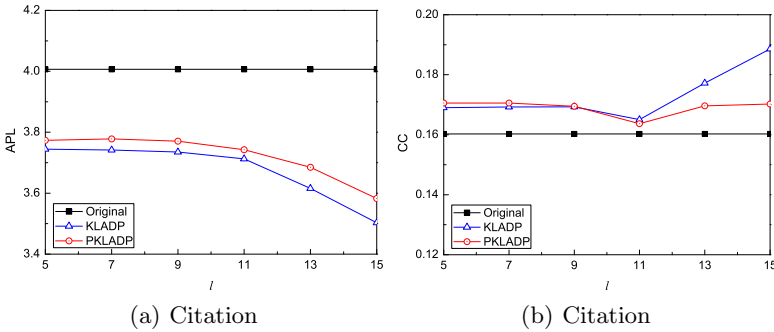 4.2
4.0
3.8
3.6
3.4
APL
Original
KLADP
PKLADP
5 7 9 11 13 15
l
(a) Citation
0.20
0.18
0.16
0.14
0.12
CC
Original
KLADP
PKLADP
5 7 9 11 13 15
l
(b) Citation